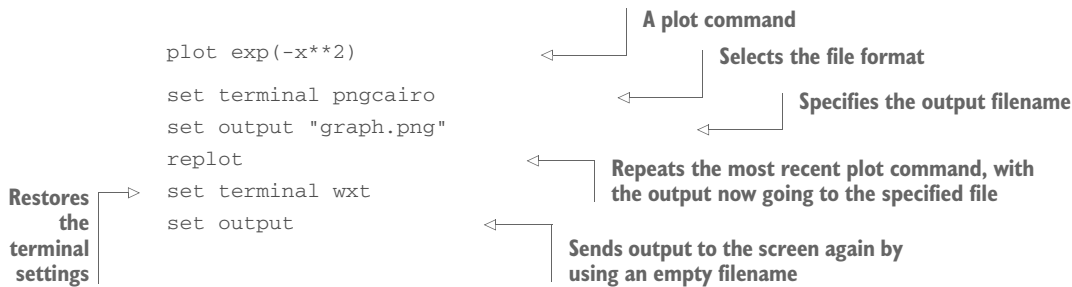 A plot command
plot exp(-x**2)
Selects the file format
set terminal pngcairo
Specifies the output filename
set output "graph.png"
replot
Repeats the most recent plot command, with
the output now going to the specified file
Restores
the
terminal
settings
set terminal wxt
set output
Sends output to the screen again by
using an empty filename